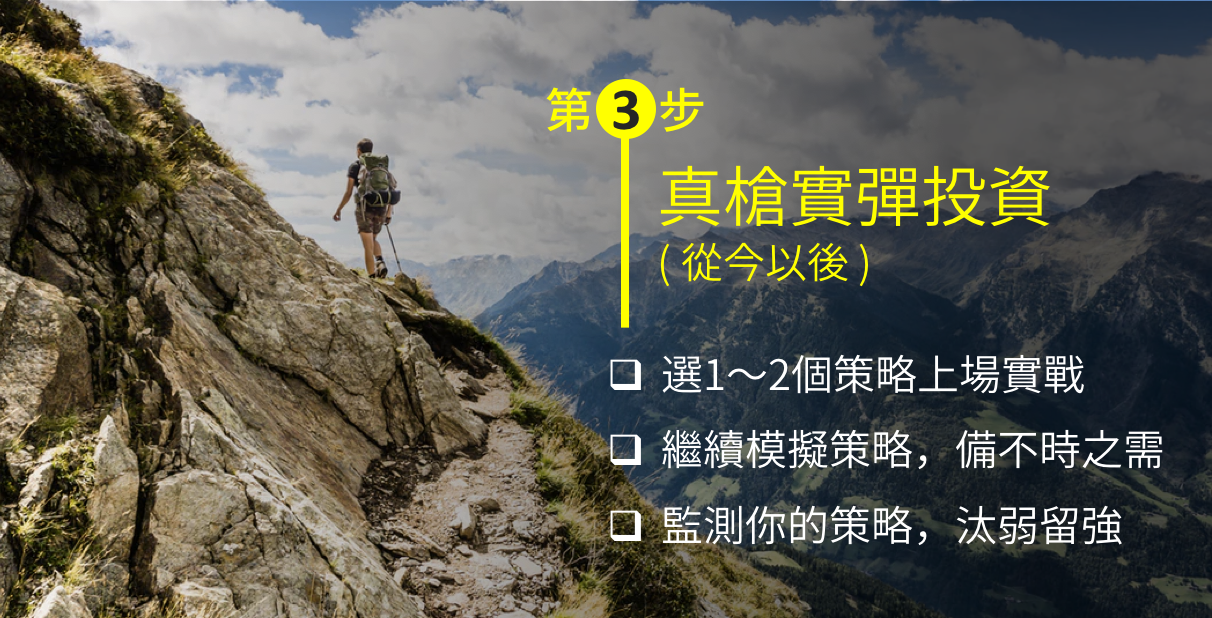 第3步
真槍實彈投資
( 從今以後 )
❑ 選1～2個策略上場實戰
❑ 繼續模擬策略，備不時之需
❑ 監測你的策略，汰弱留強